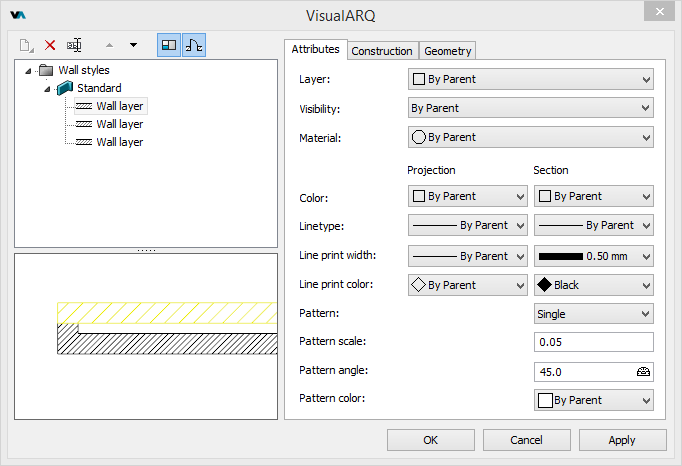 VisualARQ
Attributes Construction Geometry
Wall styles
Standard
Wall layer
Wall layer
Wall layer
Layer: By Parent
Visibility: By Parent
Material: By Parent
Projection Section
Color: By Parent By Parent
Linetype: By Parent By Parent
Line print width: By Parent 0.50 mm
Line print color: By Parent Black
Pattern: Single
Pattern scale: 0.05
Pattern angle: 45.0
Pattern color: By Parent
OK Cancel Apply